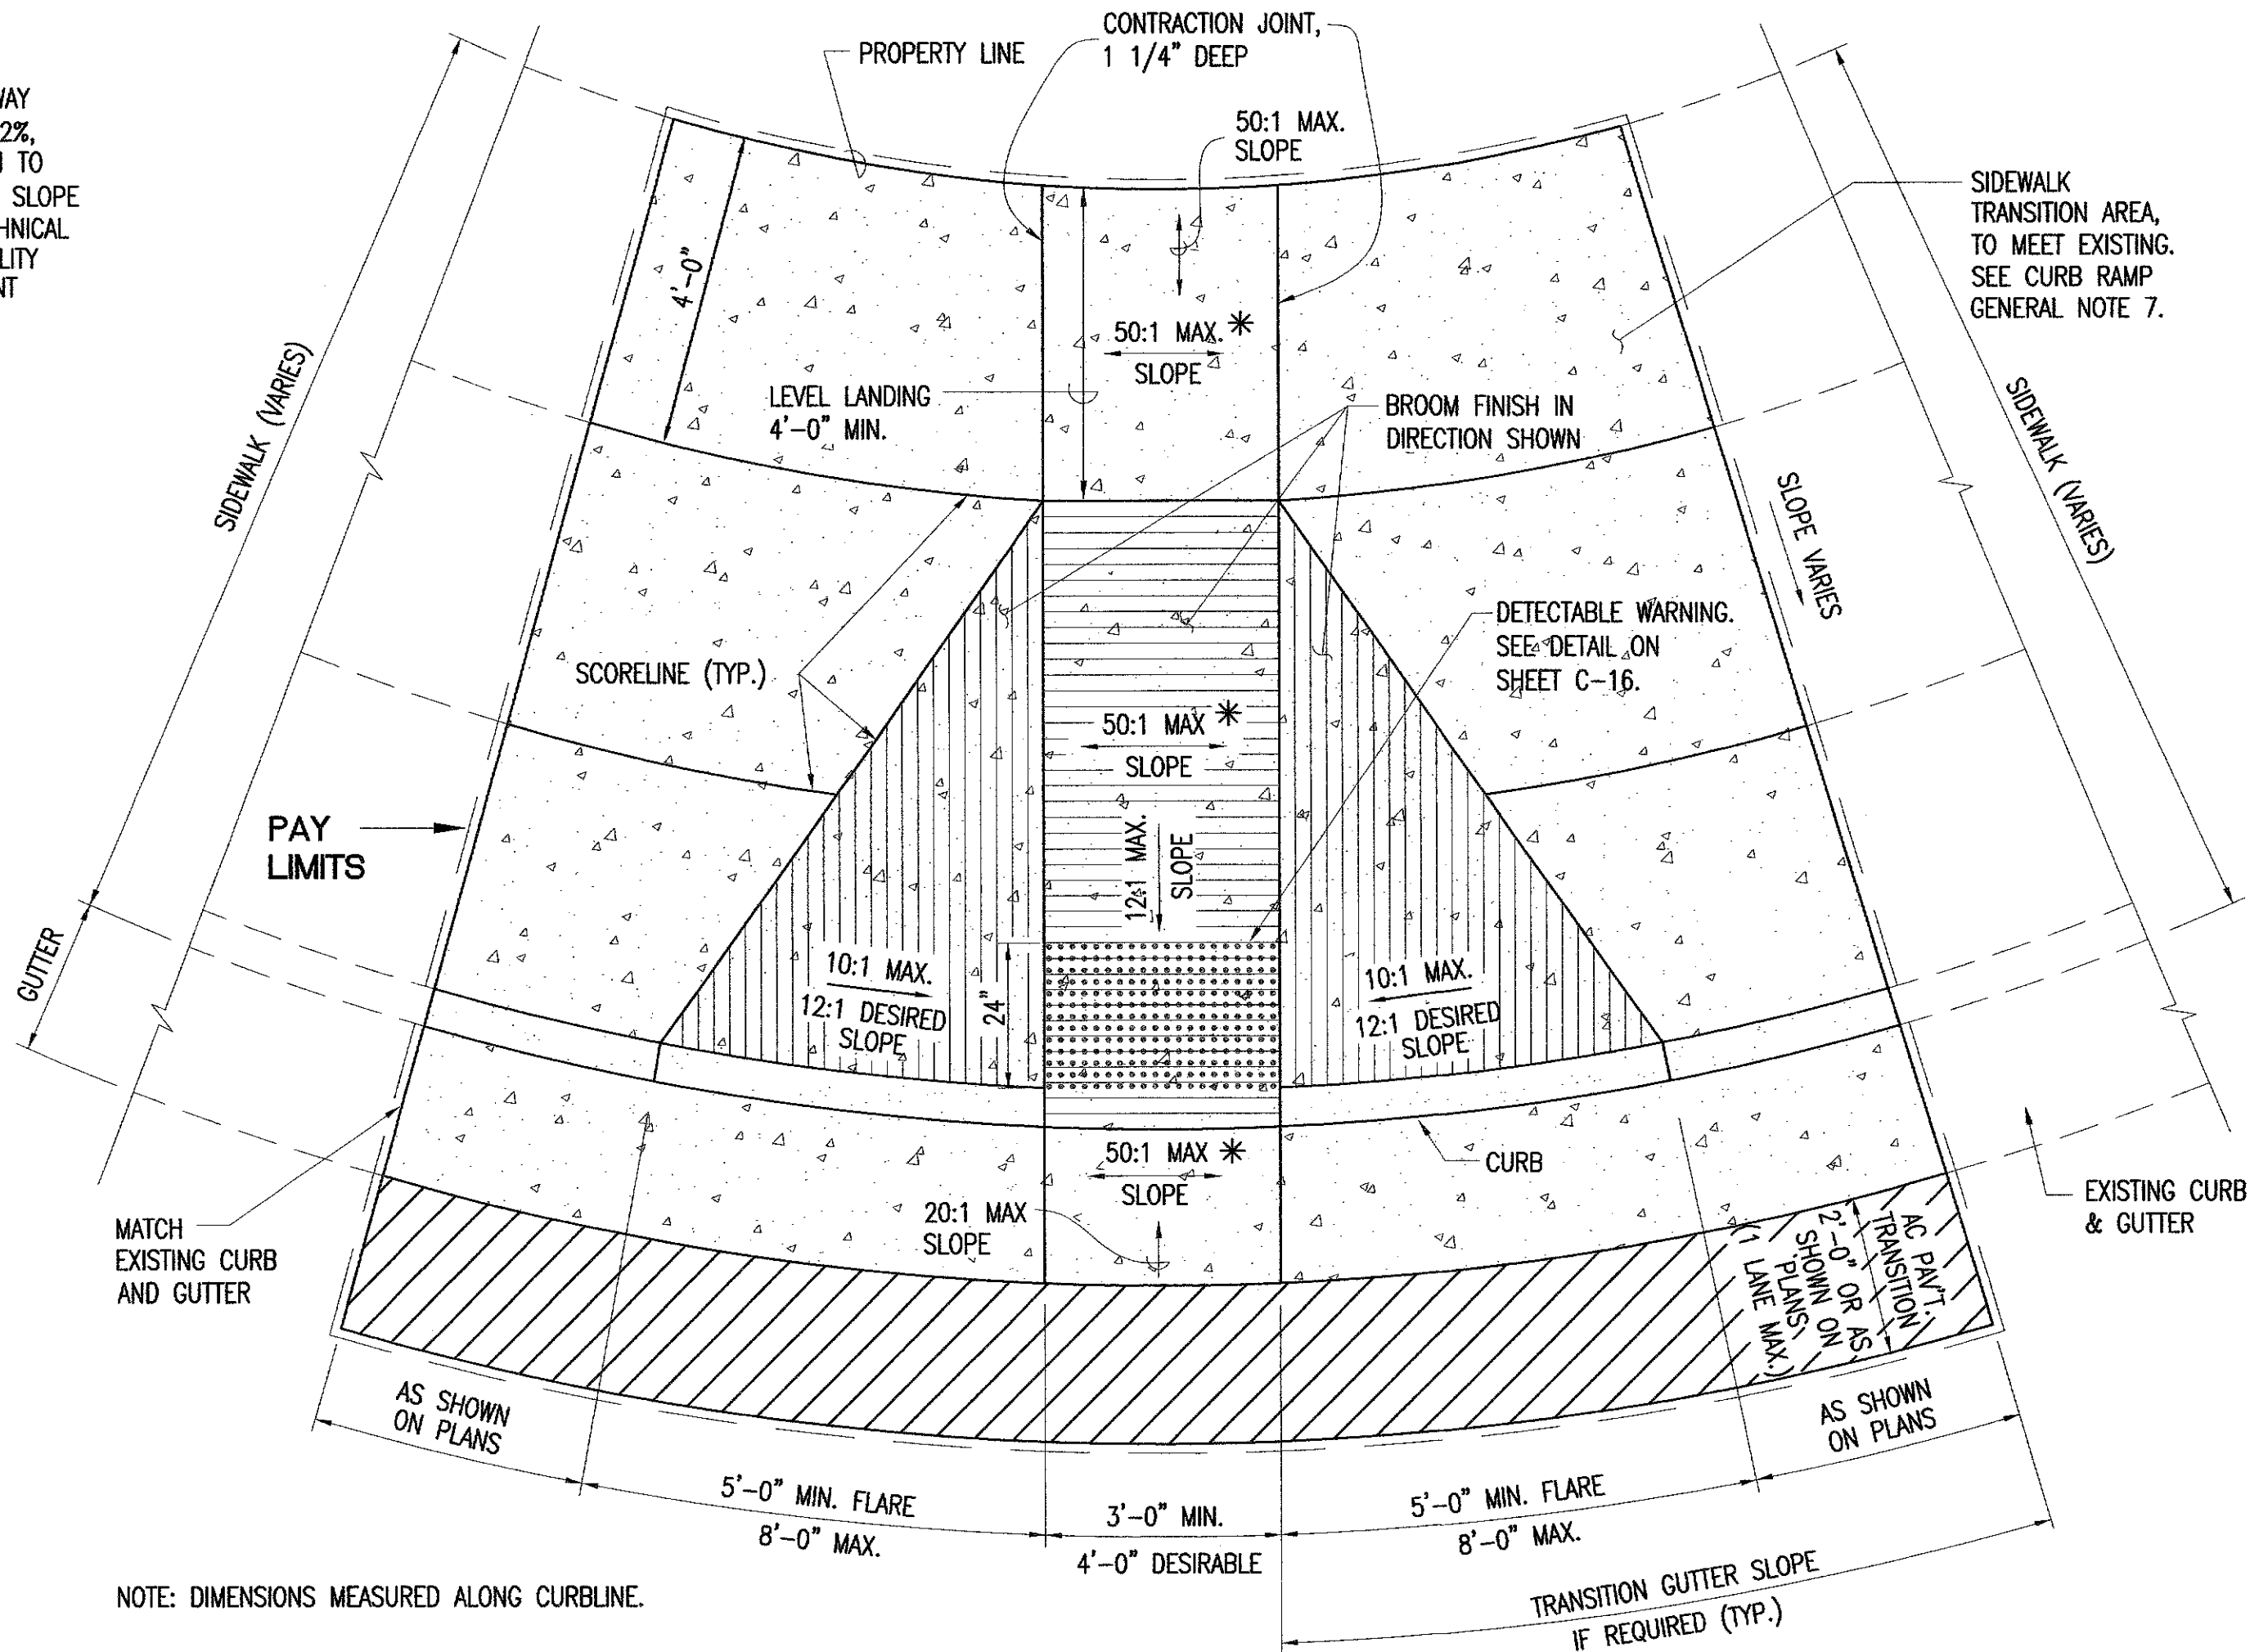 CONTRACTION JOINT,
1 1/4" DEEP
PROPERTY LINE
50:1 MAX.
SLOPE
2%,
TO
SLOPE
SIDEWALK
TRANSITION AREA,
TO MEET EXISTING.
SEE CURB RAMP
GENERAL NOTE 7.
4'-0"
50:1 MAX. *
SLOPE
LEVEL LANDING
4'-0" MIN.
BROOM FINISH IN
DIRECTION SHOWN
SIDEWALK (VARIES)
SIDEWALK (VARIES)
SLOPE VARIES
DETECTABLE WARNING.
SEE DETAIL ON
SHEET C-16.
SCORELINE (TYP.)
50:1 MAX *
SLOPE
12:1 MAX.
SLOPE
PAY
LIMITS
GUTTER
10:1 MAX.
12:1 DESIRED
SLOPE
24"
10:1 MAX.
12:1 DESIRED
SLOPE
50:1 MAX *
SLOPE
CURB
20:1 MAX
SLOPE
MATCH
EXISTING CURB
AND GUTTER
EXISTING CURB
& GUTTER
AC PAV'T.
TRANSITION
2'-0" OR AS
SHOWN ON
PLANS
(1 LANE MAX.)
AS SHOWN
ON PLANS
AS SHOWN
ON PLANS
5'-0" MIN. FLARE
8'-0" MAX.
3'-0" MIN.
4'-0" DESIRABLE
5'-0" MIN. FLARE
8'-0" MAX.
TRANSITION GUTTER SLOPE
IF REQUIRED (TYP.)
NOTE: DIMENSIONS MEASURED ALONG CURBLINE.